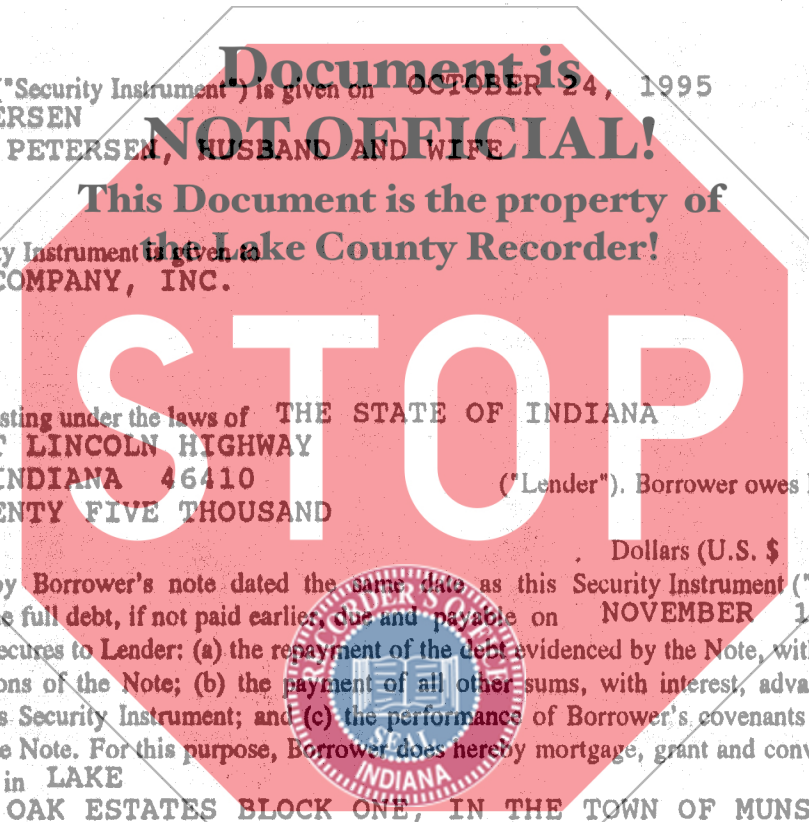 Document is
("Security Instrument") is given on OCTOBER 24, 1995
ERSEN
NOT OFFICIAL!
PETERSEN, HUSBAND AND WIFE
This Document is the property of
the Lake County Recorder!
ty Instrument is given to
COMPANY, INC.
STOP
sting under the laws of THE STATE OF INDIANA
T LINCOLN HIGHWAY
INDIANA 46410 ("Lender"). Borrower owes
ENTY FIVE THOUSAND
Dollars (U.S. $
by Borrower's note dated the same date as this Security Instrument ("
e full debt, if not paid earlier, due and payable on NOVEMBER 1
ecures to Lender: (a) the repayment of the debt evidenced by the Note, wit
ons of the Note; (b) the payment of all other sums, with interest, adva
s Security Instrument; and (c) the performance of Borrower's covenants
e Note. For this purpose, Borrower does hereby mortgage, grant and conv
in LAKE
OAK ESTATES BLOCK ONE, IN THE TOWN OF MUNS
RECORDER'S OFFICE
SEAL
INDIANA